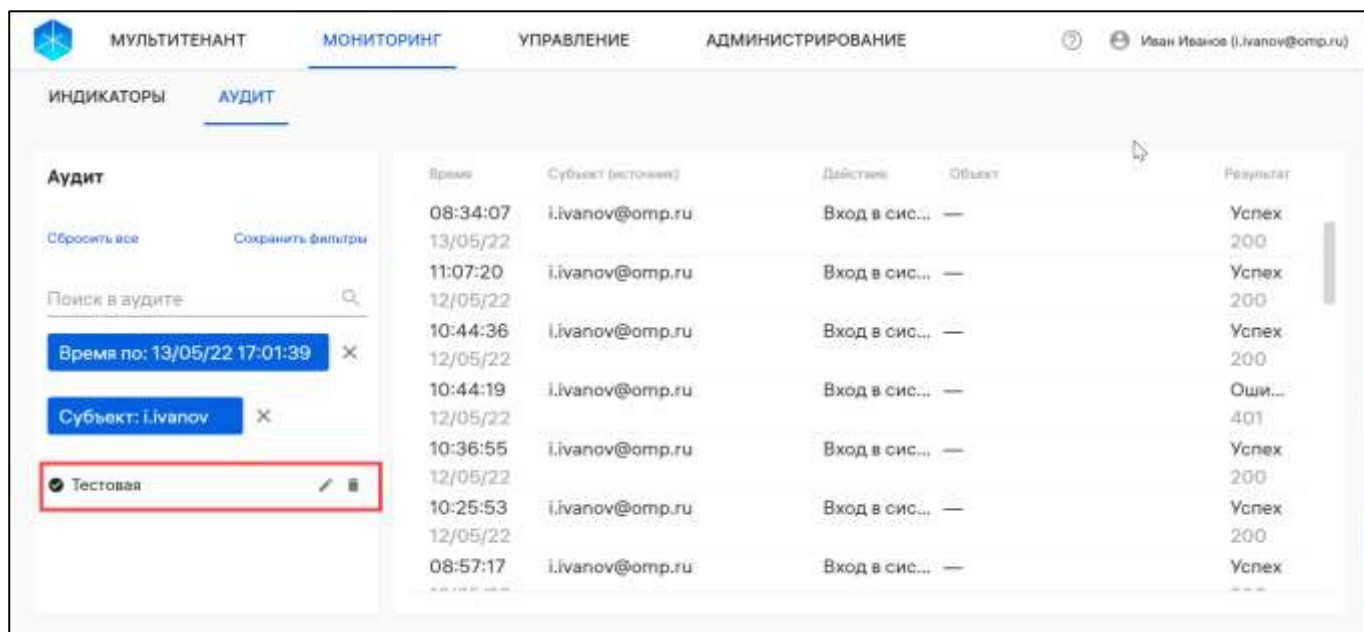 МУЛЬТИТЕНАНТ МОНИТОРИНГ УПРАВЛЕНИЕ АДМИНИСТРИРОВАНИЕ Иван Иванов (i.ivanov@omp.ru)
ИНДИКАТОРЫ АУДИТ
Аудит
Сбросить все Сохранить фильтры
Поиск в аудите
Время по: 13/05/22 17:01:39
Субъект: i.ivanov
Тестовая
Время Субъект (источник) Действие Объект Результат
08:34:07 i.ivanov@omp.ru Вход в сис... — Успех
13/05/22 200
11:07:20 i.ivanov@omp.ru Вход в сис... — Успех
12/05/22 200
10:44:36 i.ivanov@omp.ru Вход в сис... — Успех
12/05/22 200
10:44:19 i.ivanov@omp.ru Вход в сис... — Оши...
12/05/22 401
10:36:55 i.ivanov@omp.ru Вход в сис... — Успех
12/05/22 200
10:25:53 i.ivanov@omp.ru Вход в сис... — Успех
12/05/22 200
08:57:17 i.ivanov@omp.ru Вход в сис... — Успех